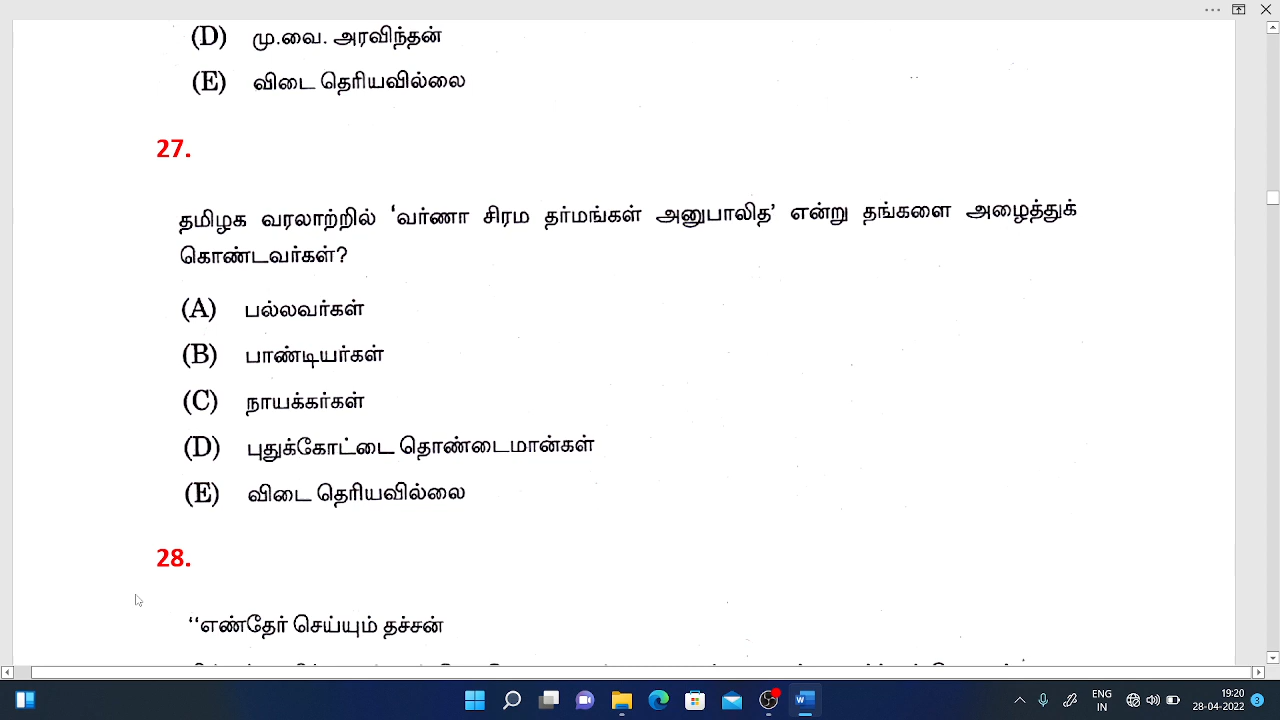 (D) மு.வை. அரவிந்தன்
(E) விடை தெரியவில்லை
27.
தமிழக வரலாற்றில் ‘வர்ணா சிரம தர்மங்கள் அனுபாலித’ என்று தங்களை அழைத்துக்
கொண்டவர்கள்?
(A) பல்லவர்கள்
(B) பாண்டியர்கள்
(C) நாயக்கர்கள்
(D) புதுக்கோட்டை தொண்டைமான்கள்
(E) விடை தெரியவில்லை
28.
‘‘எண்தேர் செய்யும் தச்சன்
ENG
IN
19:20
28-04-2022
3